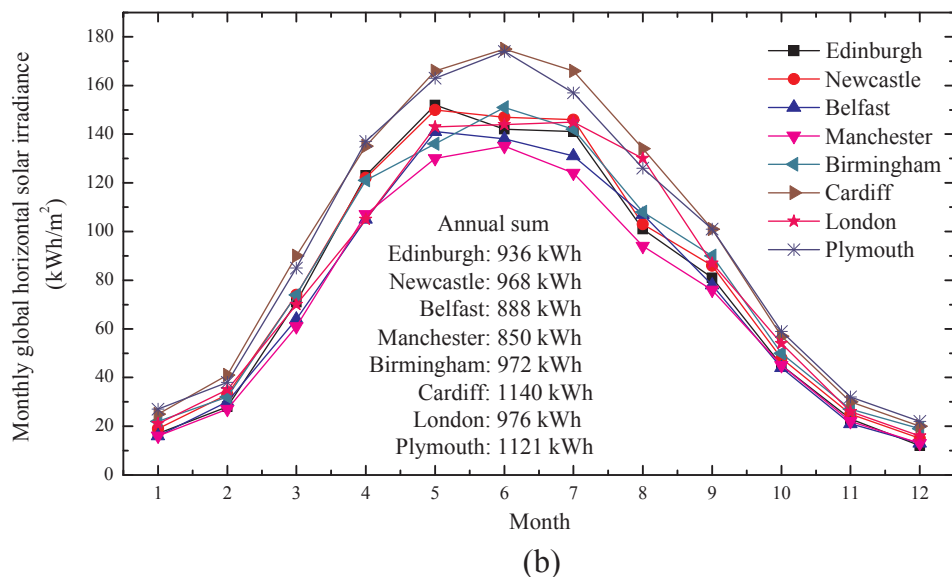 Monthly global horizontal solar irradiance
(kWh/m²)
180
160
140
120
100
80
60
40
20
0
Edinburgh
Newcastle
Belfast
Manchester
Birmingham
Cardiff
London
Plymouth
Annual sum
Edinburgh: 936 kWh
Newcastle: 968 kWh
Belfast: 888 kWh
Manchester: 850 kWh
Birmingham: 972 kWh
Cardiff: 1140 kWh
London: 976 kWh
Plymouth: 1121 kWh
1 2 3 4 5 6 7 8 9 10 11 12
Month
(b)